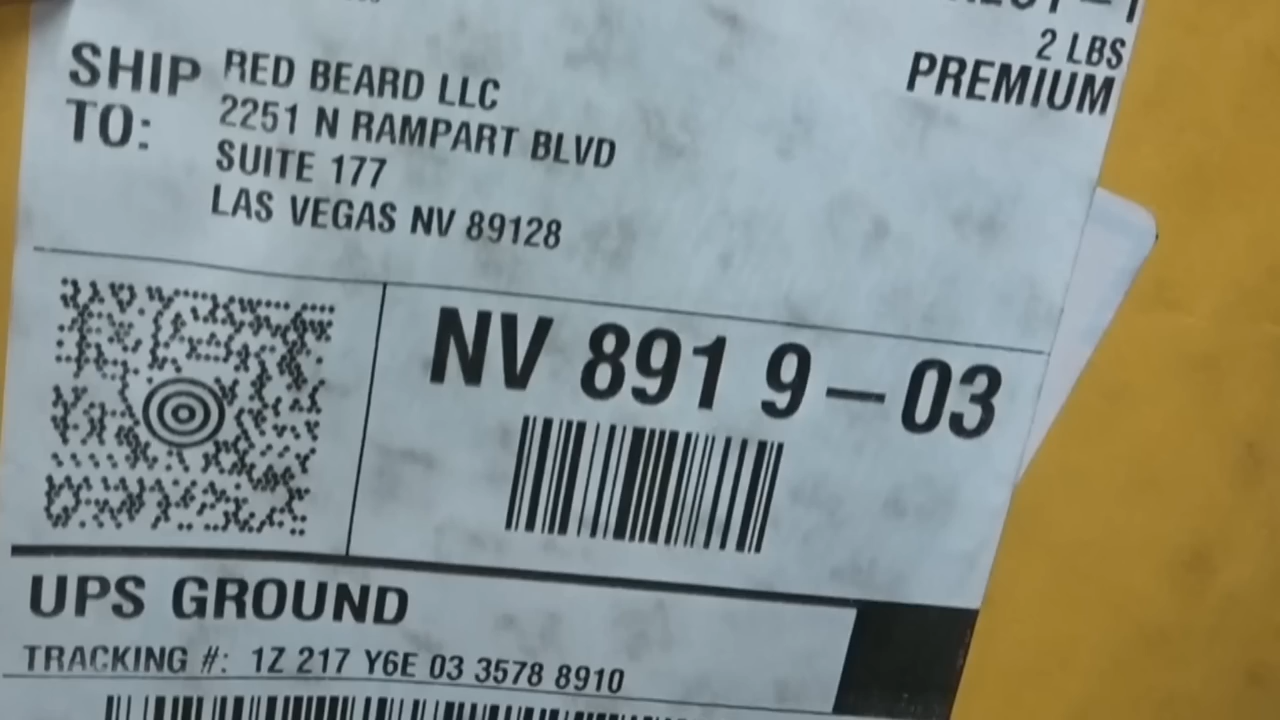 2 LBS
PREMIUM
SHIP TO:
RED BEARD LLC
2251 N RAMPART BLVD
SUITE 177
LAS VEGAS NV 89128
NV 891 9-03
UPS GROUND
TRACKING #: 1Z 217 Y6E 03 3578 8910